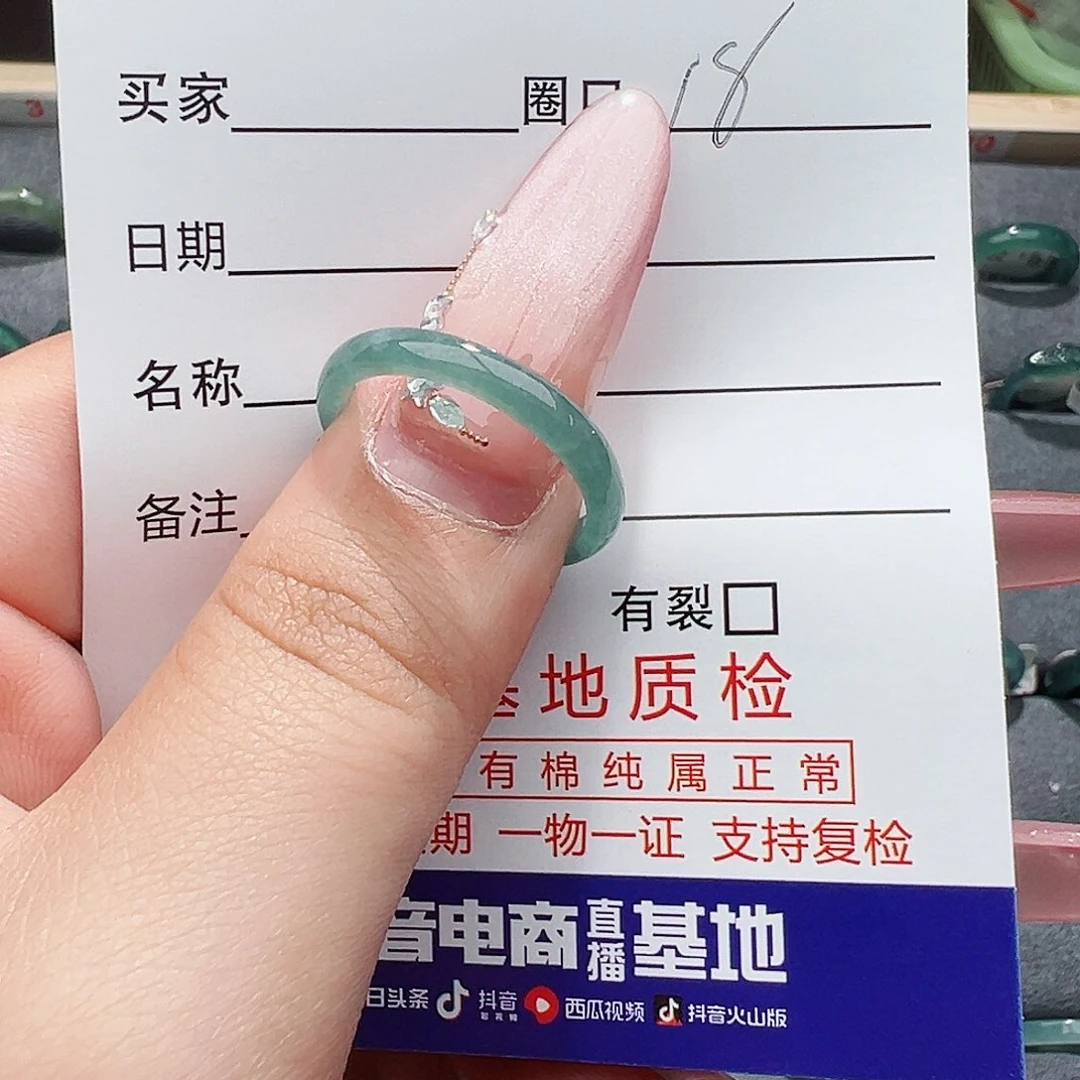 买家 圈口 18
日期
名称
备注
有裂
地质检
有棉纯属正常
期 一物一证 支持复检
音电商直播基地
日头条 抖音 西瓜视频 抖音火山版